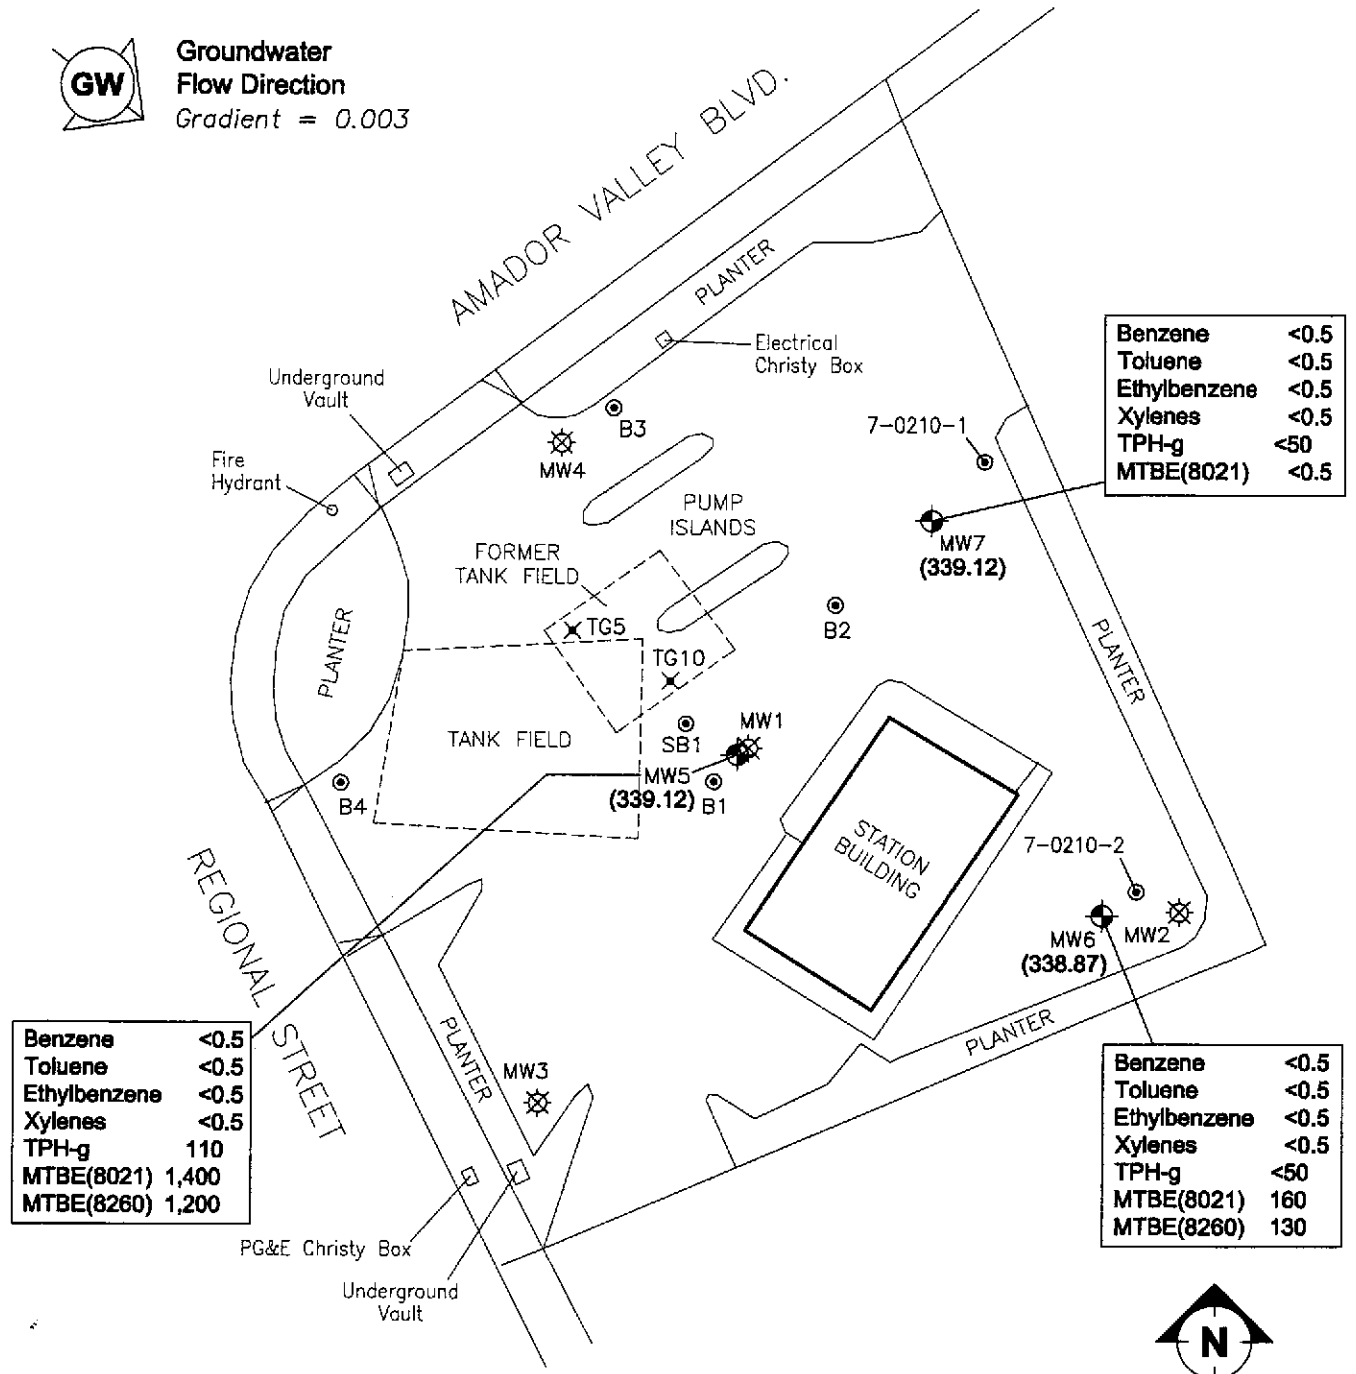 GW
Groundwater
Flow Direction
Gradient = 0.003
AMADOR VALLEY BLVD.
PLANTER
Electrical
Christy Box
Underground
Vault
Fire
Hydrant
B3
MW4
7-0210-1
Benzene <0.5
Toluene <0.5
Ethylbenzene <0.5
Xylenes <0.5
TPH-g <50
MTBE(8021) <0.5
PUMP
ISLANDS
MW7
(339.12)
FORMER
TANK FIELD
TG5
B2
PLANTER
PLANTER
TG10
TANK FIELD
SB1
MW1
MW5
(339.12)
B1
B4
STATION
BUILDING
7-0210-2
MW6
(338.87)
MW2
REGIONAL STREET
PLANTER
PLANTER
MW3
Benzene <0.5
Toluene <0.5
Ethylbenzene <0.5
Xylenes <0.5
TPH-g 110
MTBE(8021) 1,400
MTBE(8260) 1,200
Benzene <0.5
Toluene <0.5
Ethylbenzene <0.5
Xylenes <0.5
TPH-g <50
MTBE(8021) 160
MTBE(8260) 130
PG&E Christy Box
Underground
Vault
N